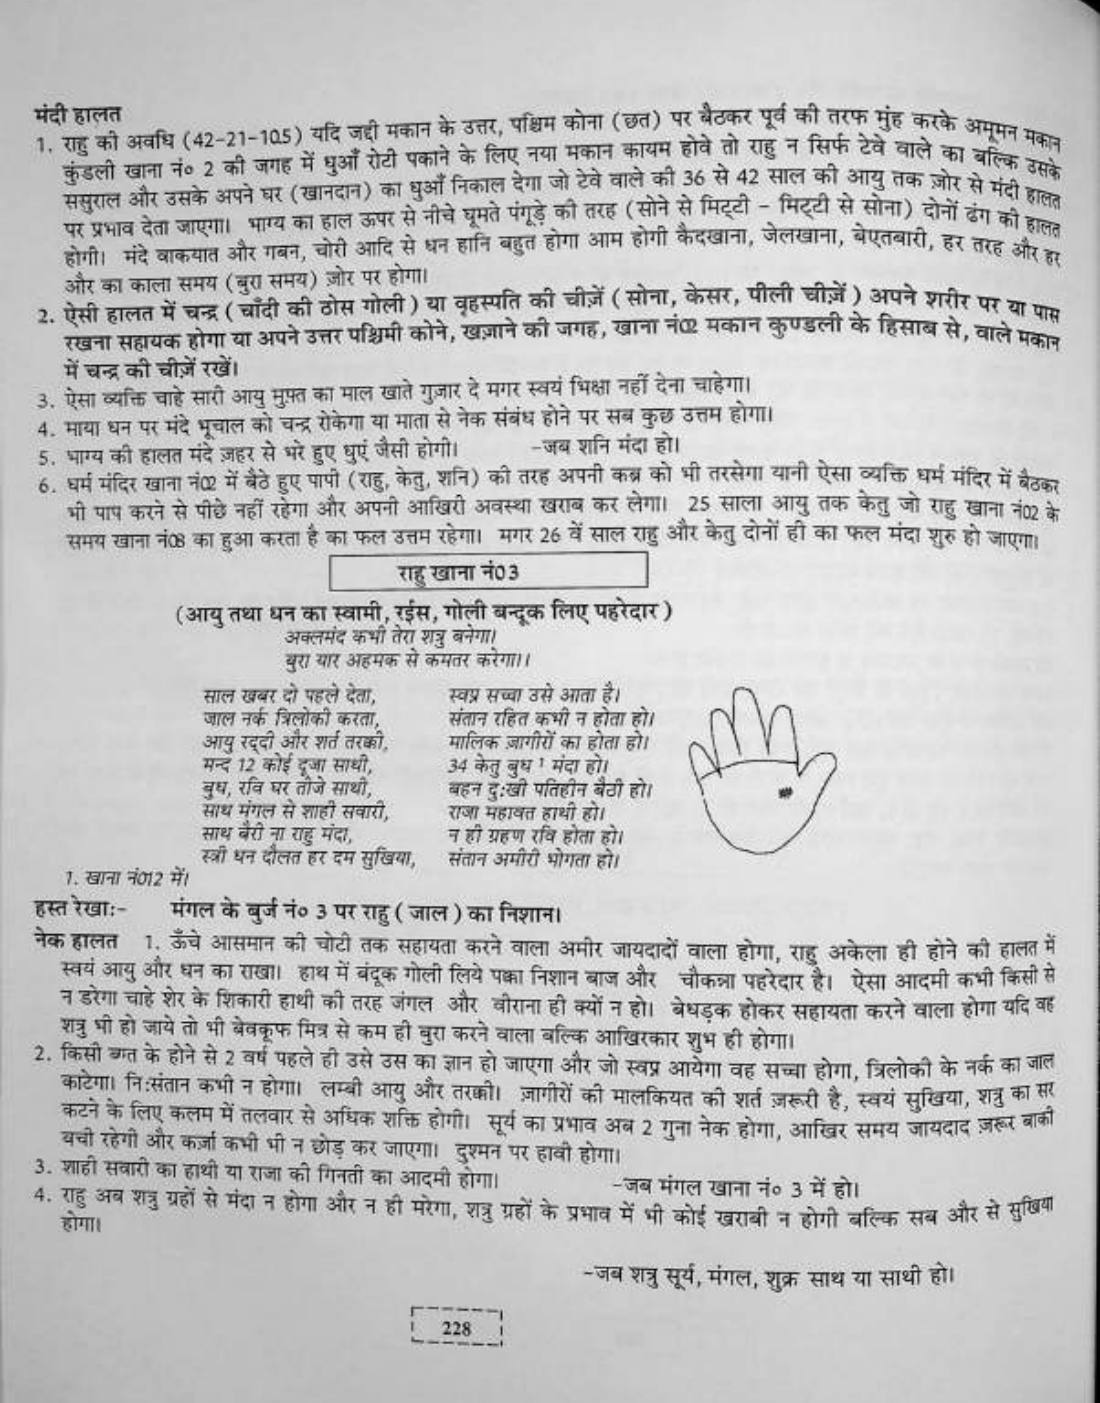 मंदी हालत
1. राहु की अवधि (42-21-10.5) यदि जद्दी मकान के उत्तर, पश्चिम कोना (छत) पर बैठकर पूर्व की तरफ मुंह करके अमूमन मकान
कुंडली खाना नं० 2 की जगह में धुआँ रोटी पकाने के लिए नया मकान कायम होवे तो राहु न सिर्फ टेवे वाले का बल्कि उसके
ससुराल और उसके अपने घर (खानदान) का धुआँ निकाल देगा जो टेवे वाले की 36 से 42 साल की आयु तक ज़ोर से मंदी हालत
पर प्रभाव देता जाएगा। भाग्य का हाल ऊपर से नीचे घूमते पंगूड़े की तरह (सोने से मिट्टी - मिट्टी से सोना) दोनों ढंग की हालत
होगी। मंदे वाकयात और गबन, चोरी आदि से धन हानि बहुत होगा आम होगी कैदखाना, जेलखाना, बेएतबारी, हर तरह और हर
और का काला समय (बुरा समय) ज़ोर पर होगा।
2. ऐसी हालत में चन्द्र (चाँदी की ठोस गोली) या वृहस्पति की चीज़ें (सोना, केसर, पीली चीज़ें) अपने शरीर पर या पास
रखना सहायक होगा या अपने उत्तर पश्चिमी कोने, खज़ाने की जगह, खाना नं02 मकान कुण्डली के हिसाब से, वाले मकान
में चन्द्र की चीज़ें रखें।
3. ऐसा व्यक्ति चाहे सारी आयु मुफ़्त का माल खाते गुज़ार दे मगर स्वयं भिक्षा नहीं देना चाहेगा।
4. माया धन पर मंदे भूचाल को चन्द्र रोकेगा या माता से नेक संबंध होने पर सब कुछ उत्तम होगा।
5. भाग्य की हालत मंदे ज़हर से भरे हुए धुएं जैसी होगी। -जब शनि मंदा हो।
6. धर्म मंदिर खाना नं02 में बैठे हुए पापी (राहु, केतु, शनि) की तरह अपनी कब्र को भी तरसेगा यानी ऐसा व्यक्ति धर्म मंदिर में बैठकर
भी पाप करने से पीछे नहीं रहेगा और अपनी आखिरी अवस्था खराब कर लेगा। 25 साला आयु तक केतु जो राहु खाना नं02 के
समय खाना नं08 का हुआ करता है का फल उत्तम रहेगा। मगर 26 वें साल राहु और केतु दोनों ही का फल मंदा शुरु हो जाएगा।
राहु खाना नं03
(आयु तथा धन का स्वामी, रईस, गोली बन्दूक लिए पहरेदार)
अक्लमंद कभी तेरा शत्रु बनेगा।
बुरा यार अहमक से कमतर करेगा।।
साल खबर दो पहले देता, स्वप्न सच्चा उसे आता है।
जाल नर्क त्रिलोकी करता, संतान रहित कभी न होता हो।
आयु रद्दी और शर्त तरक्की, मालिक ज़ागीरों का होता हो।
मन्द 12 कोई दूजा साथी, 34 केतु बुध 1 मंदा हो।
बुध, रवि घर तीजे साथी, बहन दु:खी पतिहीन बैठी हो।
साथ मंगल से शाही सवारी, राजा महावत हाथी हो।
साथ बैरी ना राहु मंदा, न ही ग्रहण रवि होता हो।
स्त्री धन दौलत हर दम सुखिया, संतान अमीरी भोगता हो।
1. खाना नं012 में।
हस्त रेखा:- मंगल के बुर्ज नं० 3 पर राहु (जाल) का निशान।
नेक हालत 1. ऊँचे आसमान की चोटी तक सहायता करने वाला अमीर जायदादों वाला होगा, राहु अकेला ही होने की हालत में
स्वयं आयु और धन का राखा। हाथ में बंदूक गोली लिये पक्का निशान बाज और चौकन्ना पहरेदार है। ऐसा आदमी कभी किसी से
न डरेगा चाहे शेर के शिकारी हाथी की तरह जंगल और वीराना ही क्यों न हो। बेधड़क होकर सहायता करने वाला होगा यदि वह
शत्रु भी हो जाये तो भी बेवकूफ मित्र से कम ही बुरा करने वाला बल्कि आखिरकार शुभ ही होगा।
2. किसी के होने से 2 वर्ष पहले ही उसे उस का ज्ञान हो जाएगा और जो स्वप्न आयेगा वह सच्चा होगा, त्रिलोकी के नर्क का जाल
काटेगा। नि:संतान कभी न होगा। लम्बी आयु और तरक्की। ज़ागीरों की मालकियत की शर्त ज़रूरी है, स्वयं सुखिया, शत्रु का सर
कटने के लिए कलम में तलवार से अधिक शक्ति होगी। सूर्य का प्रभाव अब 2 गुना नेक होगा, आखिर समय जायदाद ज़रूर बाकी
बची रहेगी और कर्ज़ा कभी भी न छोड़ कर जाएगा। दुश्मन पर हावी होगा।
3. शाही सवारी का हाथी या राजा की गिनती का आदमी होगा। -जब मंगल खाना नं० 3 में हो।
4. राहु अब शत्रु ग्रहों से मंदा न होगा और न ही मरेगा, शत्रु ग्रहों के प्रभाव में भी कोई खराबी न होगी बल्कि सब और से सुखिया
होगा।
-जब शत्रु सूर्य, मंगल, शुक्र साथ या साथी हो।
228